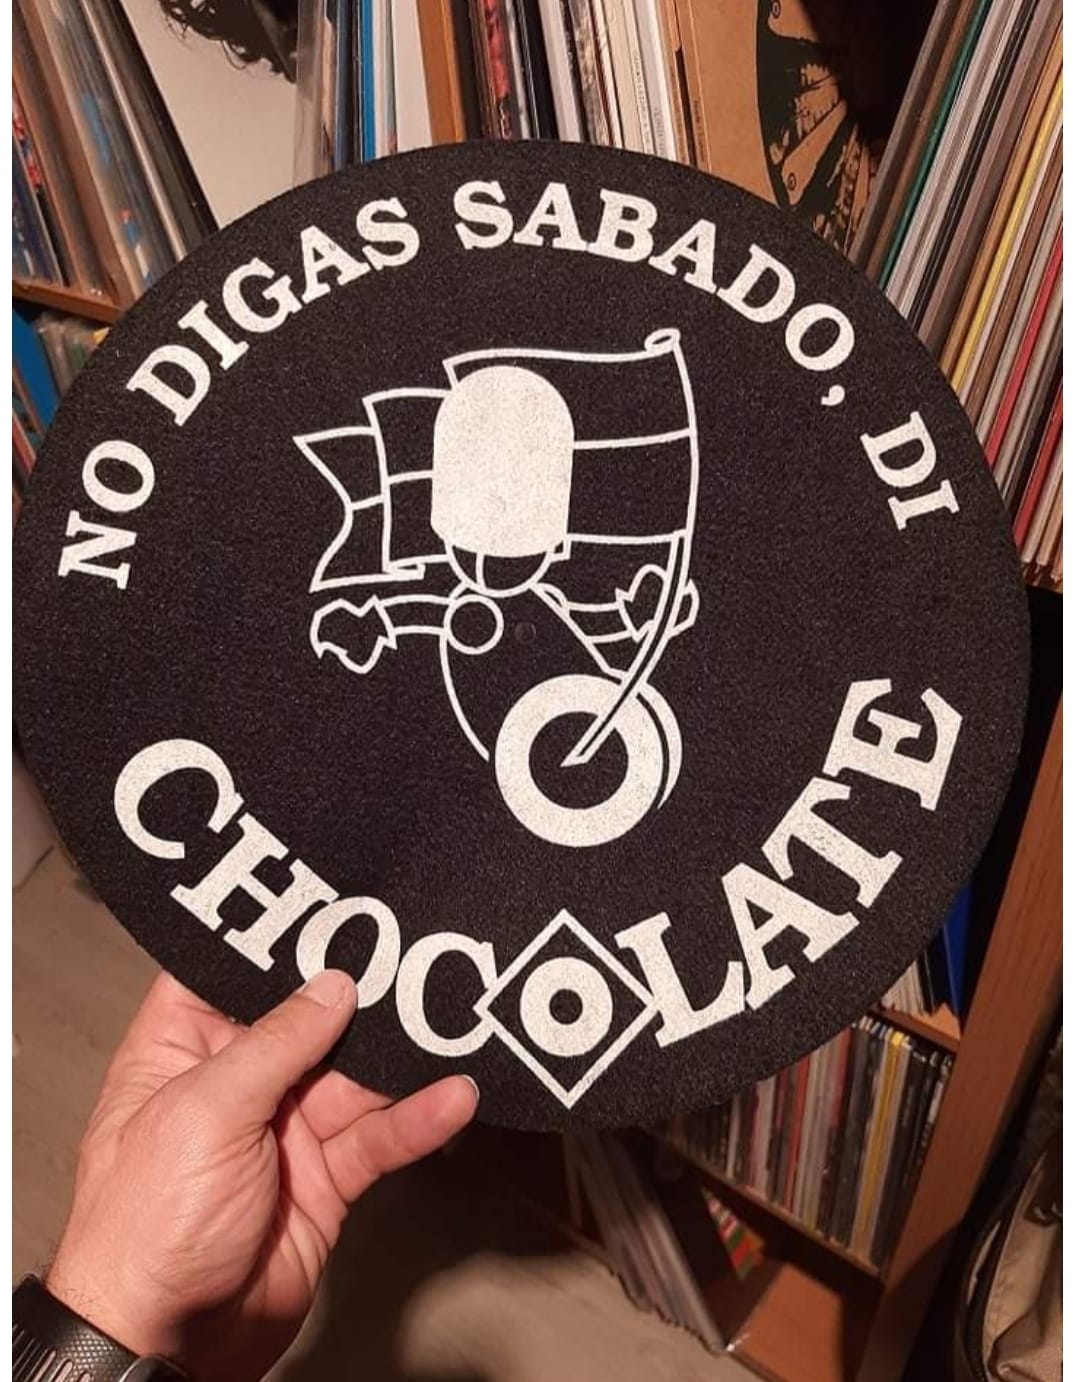 NO DIGAS SABADO, DI
CHOCOLATE